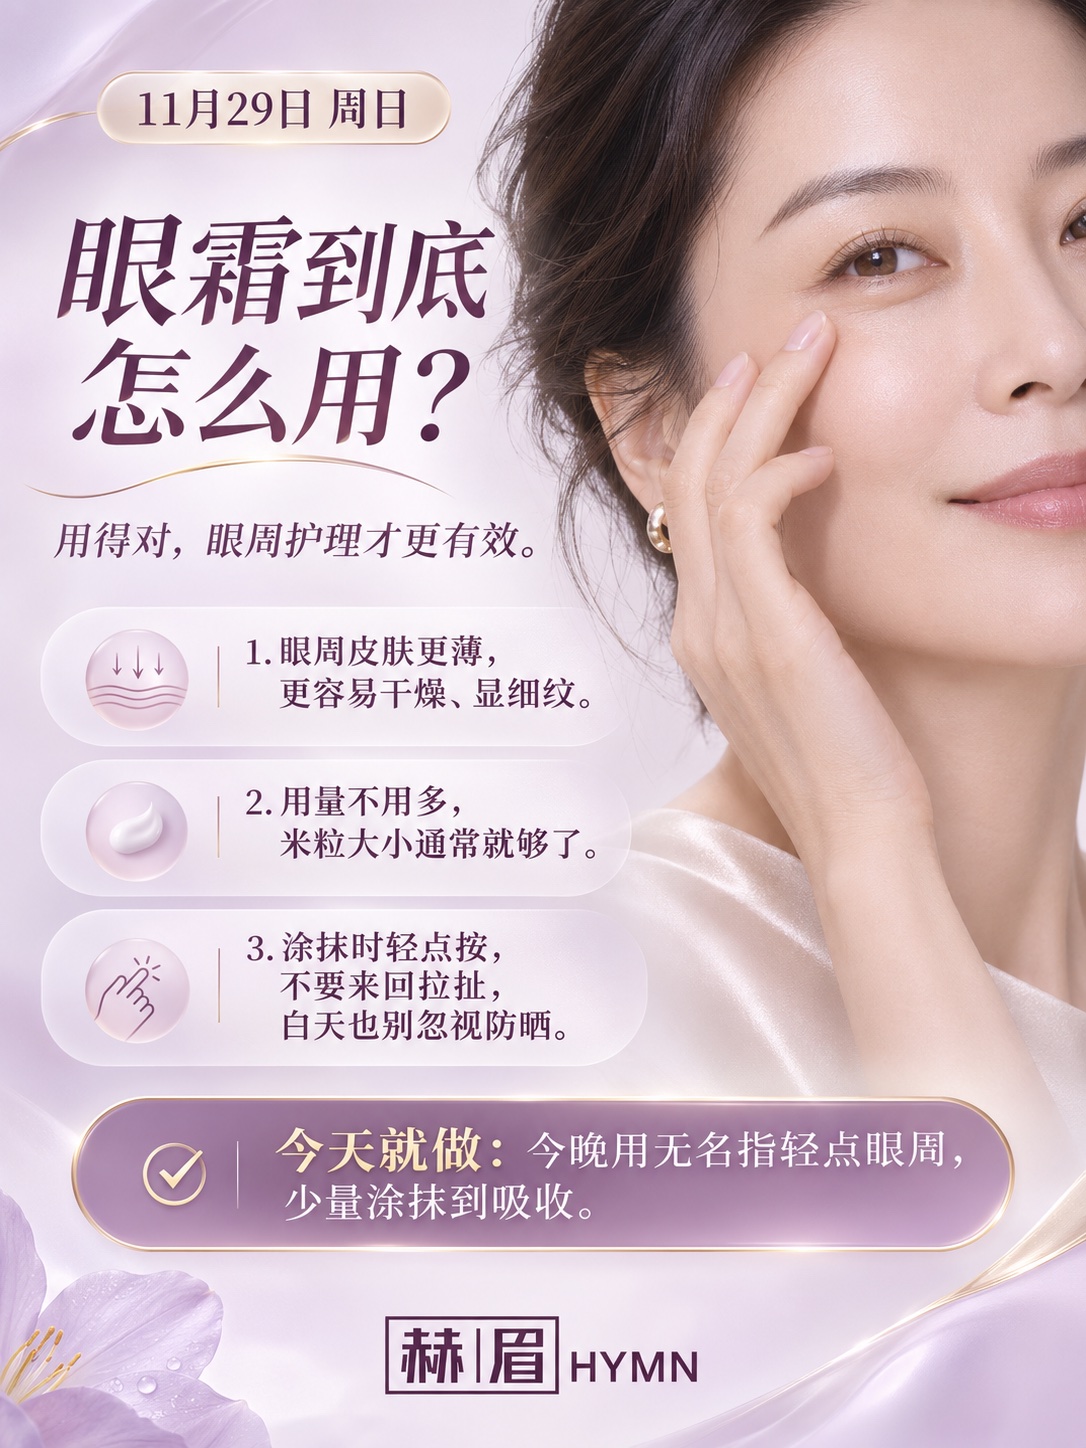 11月29日 周日
眼霜到底
怎么用？
用得对，眼周护理才更有效。
1. 眼周皮肤更薄，
更容易干燥、显细纹。
2. 用量不用多，
米粒大小通常就够了。
3. 涂抹时轻点按，
不要来回拉扯，
白天也别忽视防晒。
今天就做：今晚用无名指轻点眼周，
少量涂抹到吸收。
赫|眉 HYMN